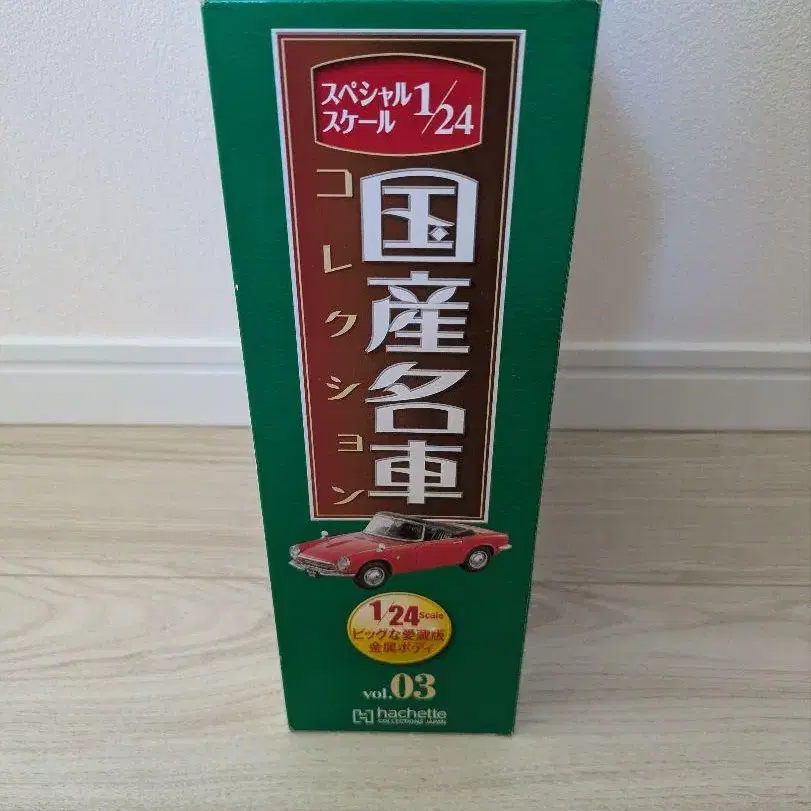 スペシャル
スケール 1/24
国産名車
コレクション
1/24 Scale
ビッグな愛蔵版
金属ボディ
vol.03
hachette
COLLECTIONS JAPAN